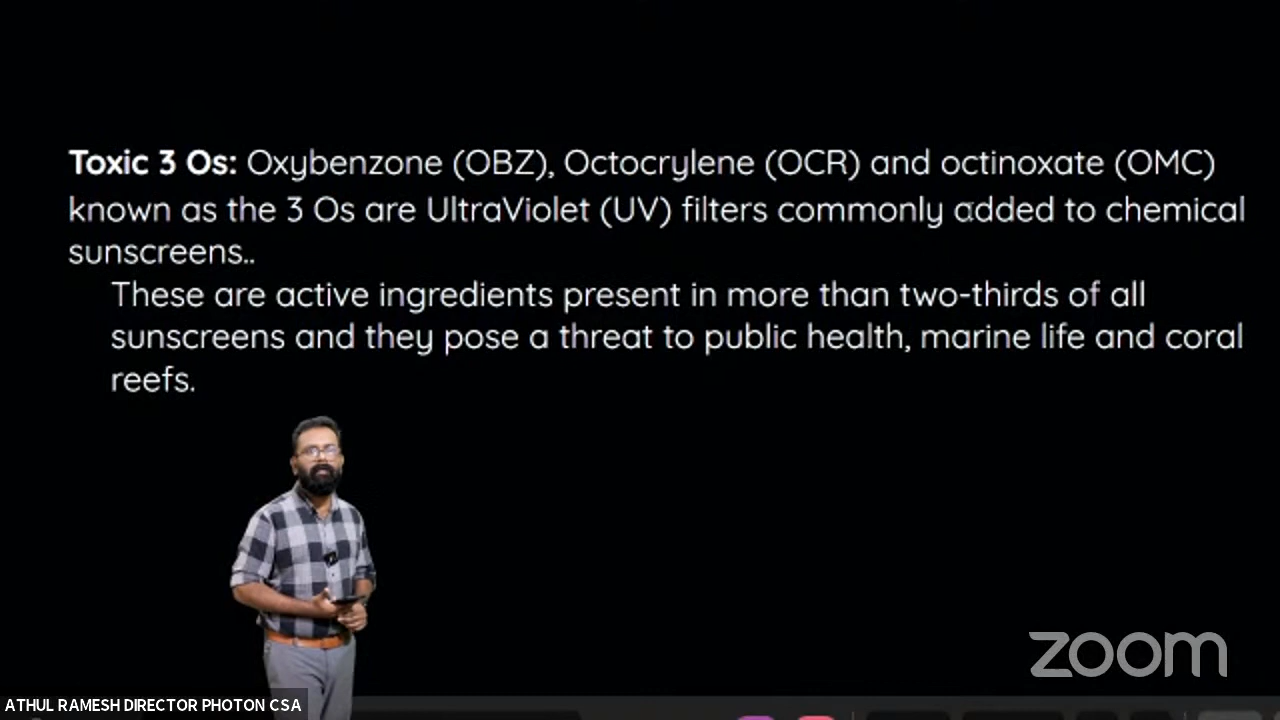 Toxic 3 Os: Oxybenzone (OBZ), Octocrylene (OCR) and octinoxate (OMC)
known as the 3 Os are UltraViolet (UV) filters commonly added to chemical
sunscreens..
These are active ingredients present in more than two-thirds of all
sunscreens and they pose a threat to public health, marine life and coral
reefs.
zoom
ATHUL RAMESH DIRECTOR PHOTON CSA